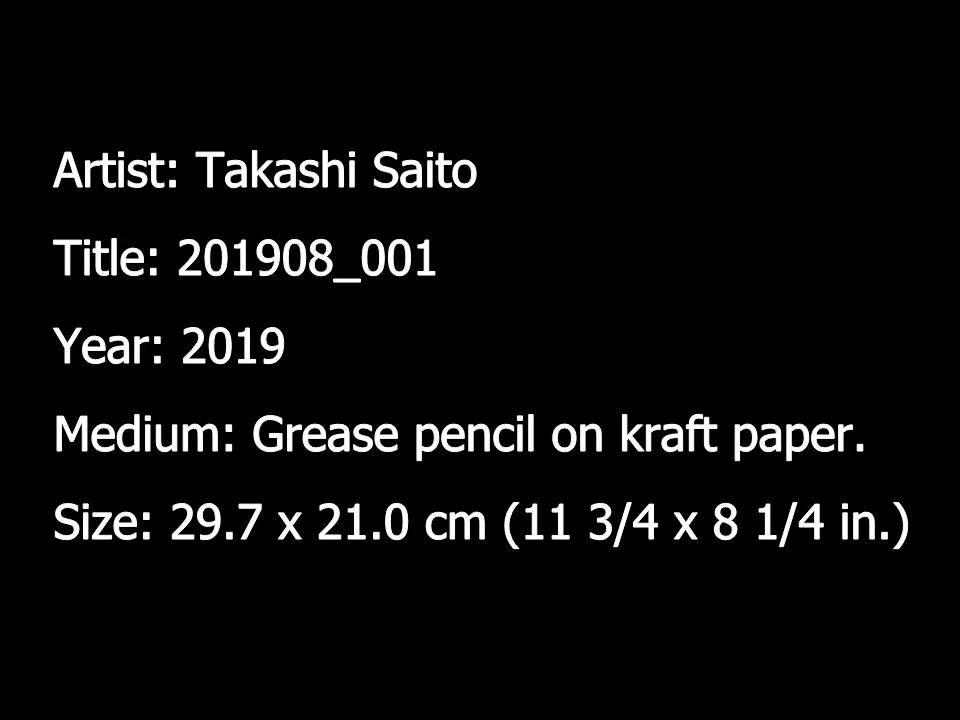 Artist: Takashi Saito
Title: 201908_001
Year: 2019
Medium: Grease pencil on kraft paper.
Size: 29.7 x 21.0 cm (11 3/4 x 8 1/4 in.)